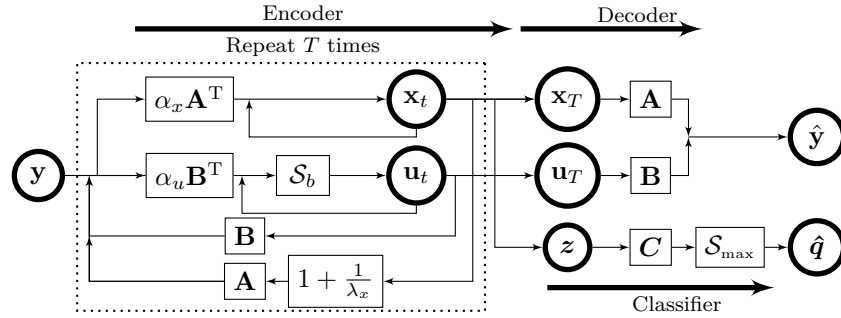 Encoder
Decoder
Repeat T times
α_x A^T
x_t
x_T
A
ŷ
y
α_u B^T
S_b
u_t
u_T
B
B
z
C
S_max
q̂
A
1 + 1/λ_x
Classifier